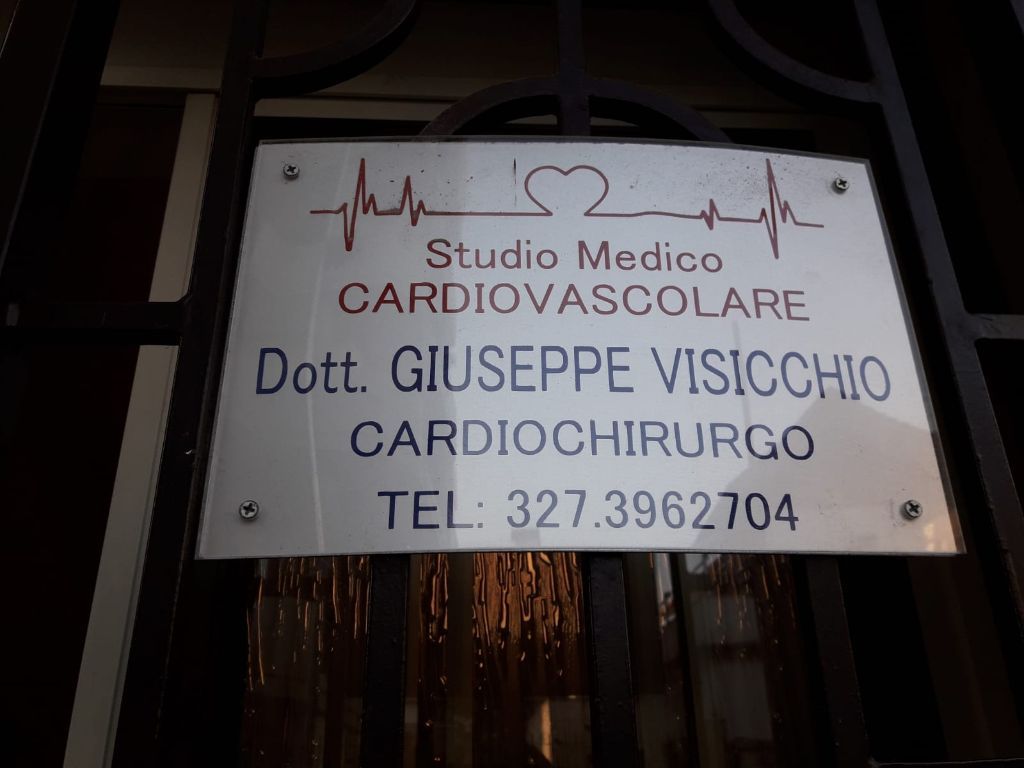 Studio Medico
CARDIOVASCOLARE
Dott. GIUSEPPE VISICCHIO
CARDIOCHIRURGO
TEL: 327.3962704